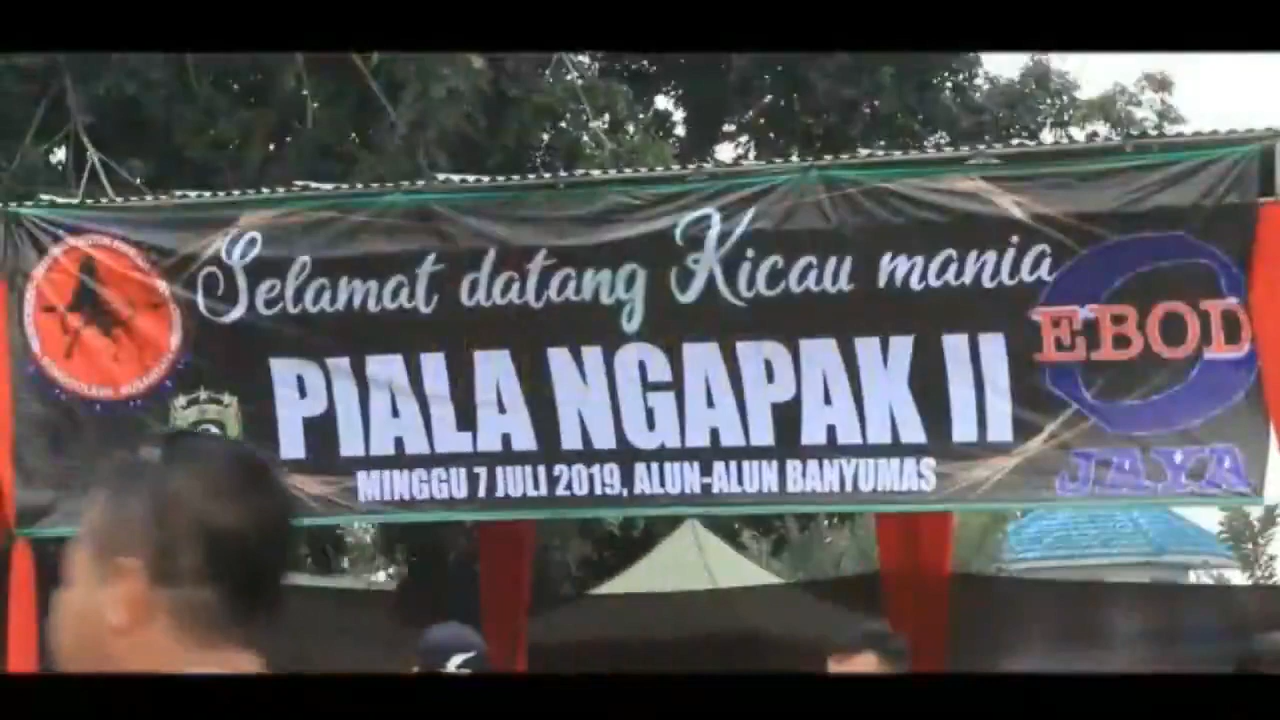 Selamat datang Kicau mania
PIALA NGAPAK II
MINGGU 7 JULI 2019, ALUN-ALUN BANYUMAS
EBOD
JAYA